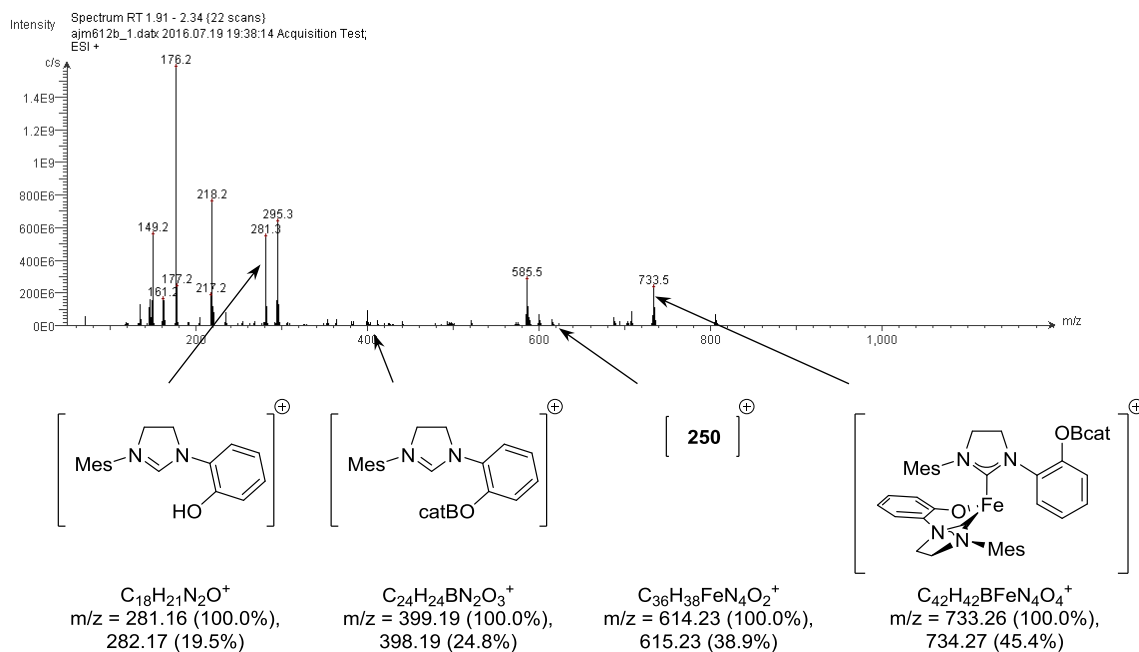 Intensity
Spectrum RT 1.91 - 2.34 {22 scans}
ajm612b_1.datx 2016.07.19 19:38:14 Acquisition Test;
ESI +
c/s
1.4E9
1.2E9
1E9
800E6
600E6
400E6
200E6
0E0
176.2
218.2
295.3
149.2
281.3
177.2
161.2
217.2
585.5
733.5
m/z
200
400
600
800
1,000
Mes N N HO ⊕
Mes N N catBO ⊕
[250] ⊕
OBcat Mes N N Fe O N N Mes ⊕
C18H21N2O+
m/z = 281.16 (100.0%),
282.17 (19.5%)
C24H24BN2O3+
m/z = 399.19 (100.0%),
398.19 (24.8%)
C36H38FeN4O2+
m/z = 614.23 (100.0%),
615.23 (38.9%)
C42H42BFeN4O4+
m/z = 733.26 (100.0%),
734.27 (45.4%)